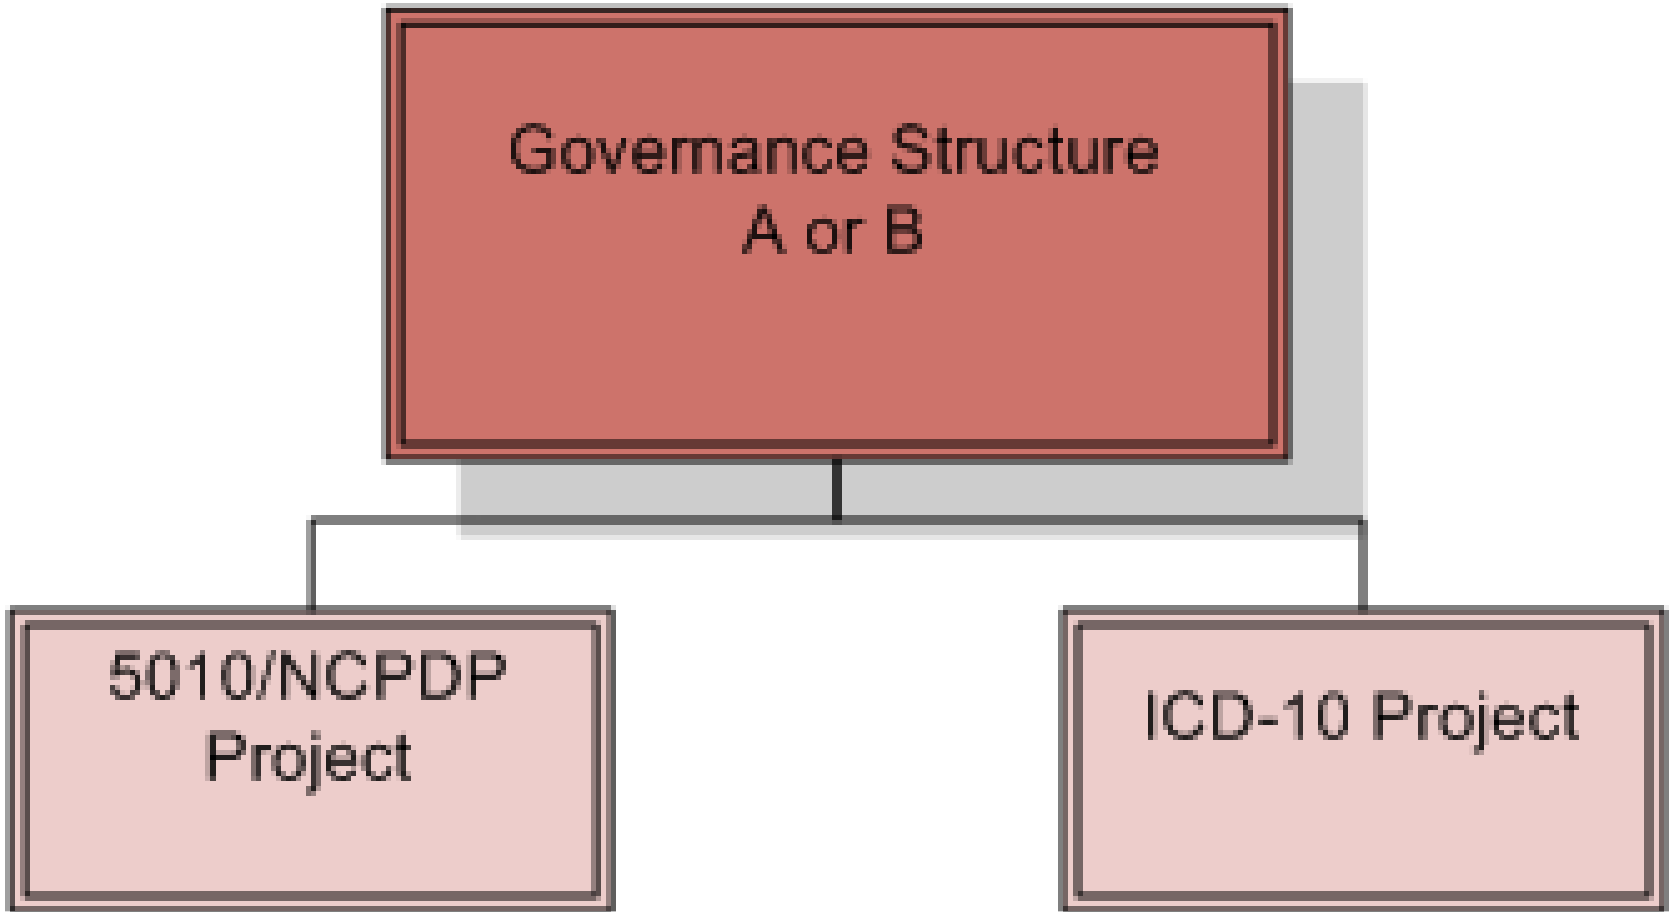 Governance Structure
A or B
5010/NCPDP
Project
ICD-10 Project